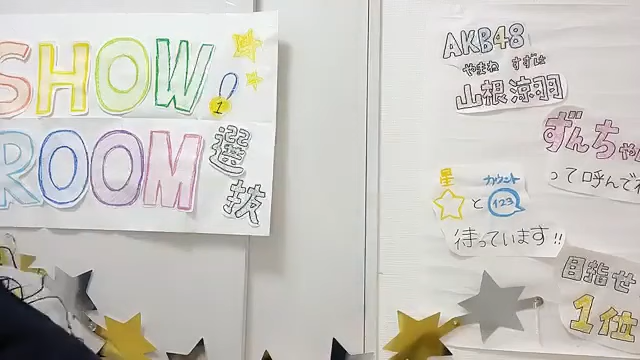 SHOW!
1
ROOM
選抜
AKB48
やまね すずは
山根 涼羽
ずんちゃん
って呼んで
星 カウント
と 123
待っています!!
目指せ
1位